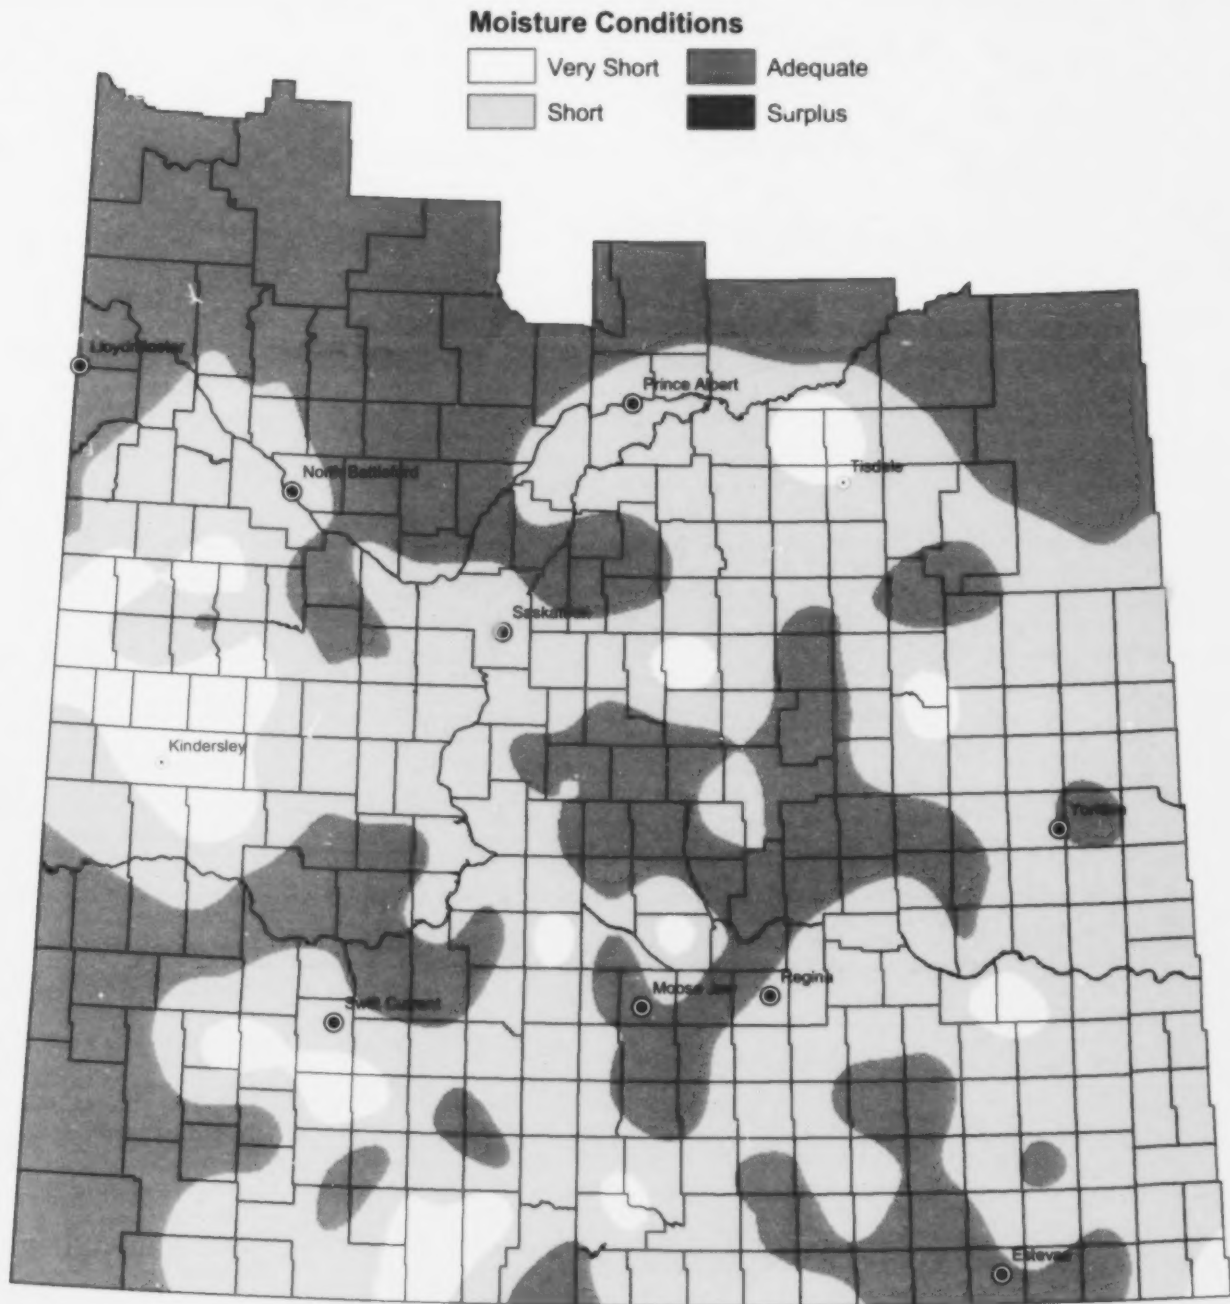 Moisture Conditions
Very Short
Adequate
Short
Surplus
Lloydminster
Prince Albert
North Battleford
Tisdale
Saskatoon
Kindersley
Yorkton
Moose Jaw
Regina
Swift Current
Estevan